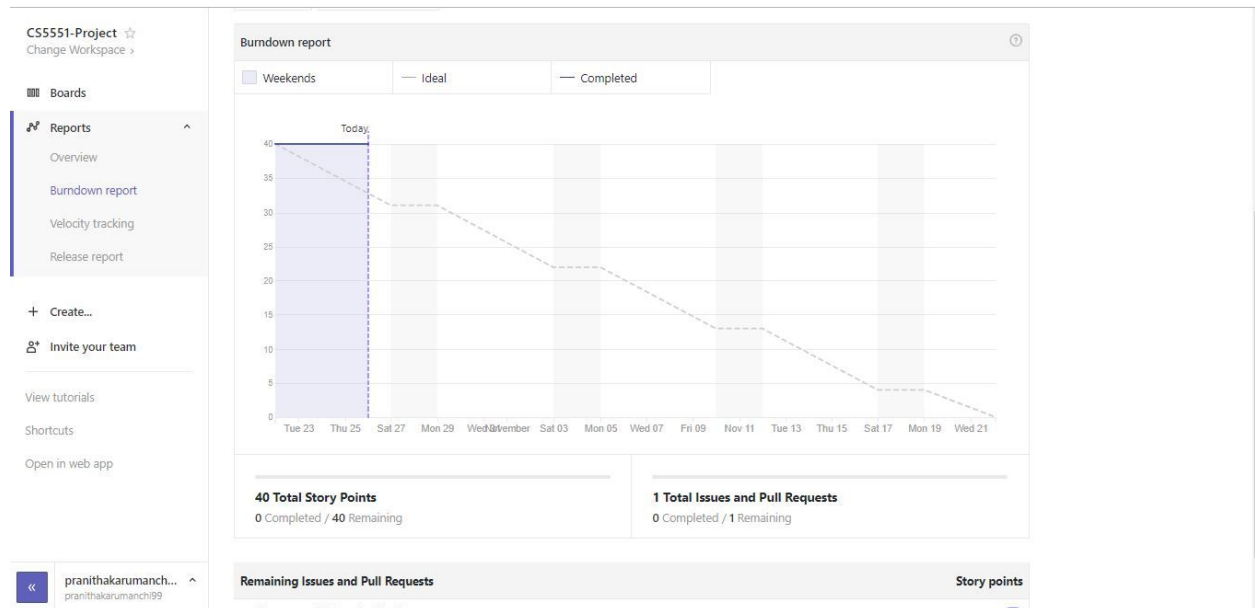 CS5551-Project
Change Workspace ›
Boards
Reports
Overview
Burndown report
Velocity tracking
Release report
+ Create...
Invite your team
View tutorials
Shortcuts
Open in web app
«
pranithakarumanch...
pranithakarumanchi99
Burndown report
?
Weekends
Ideal
Completed
Today
40
35
30
25
20
15
10
5
0
Tue 23 Thu 25 Sat 27 Mon 29 Wed 31 November Sat 03 Mon 05 Wed 07 Fri 09 Nov 11 Tue 13 Thu 15 Sat 17 Mon 19 Wed 21
40 Total Story Points
0 Completed / 40 Remaining
1 Total Issues and Pull Requests
0 Completed / 1 Remaining
Remaining Issues and Pull Requests
Story points